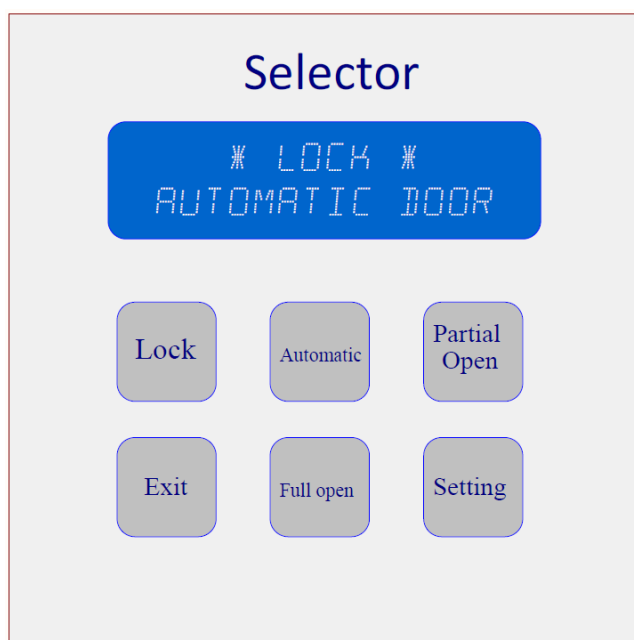 Selector
* LOCK *
AUTOMATIC DOOR
Lock
Automatic
Partial
Open
Exit
Full open
Setting